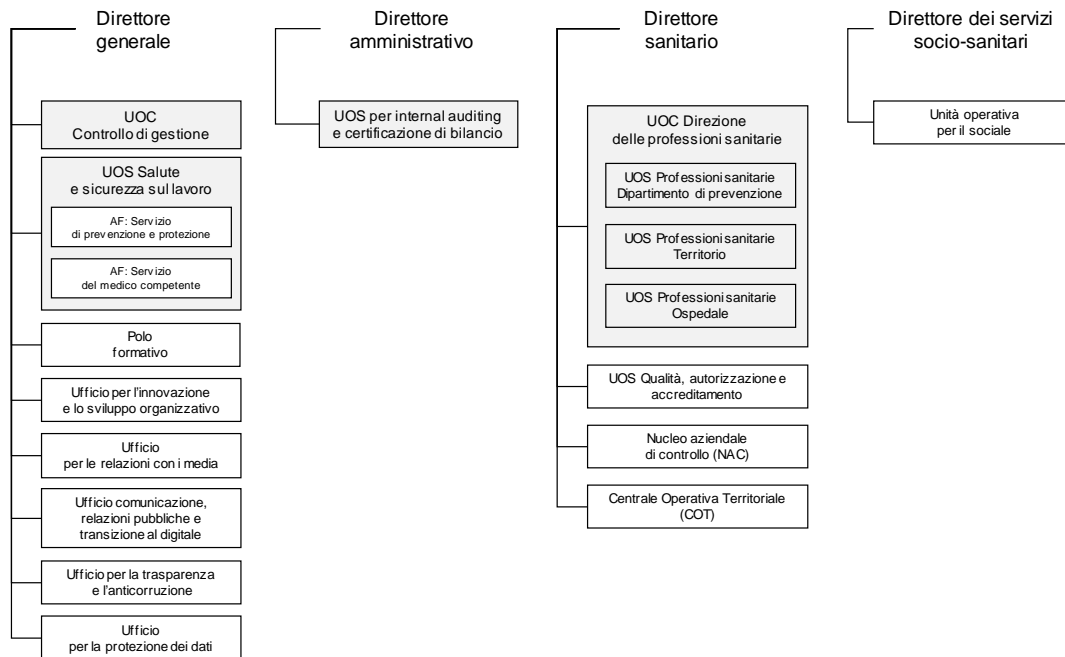 Direttore
generale
UOC
Controllo di gestione
UOS Salute
e sicurezza sul lavoro
AF: Servizio
di prevenzione e protezione
AF: Servizio
del medico competente
Polo
formativo
Ufficio per l'innovazione
e lo sviluppo organizzativo
Ufficio
per le relazioni con i media
Ufficio comunicazione,
relazioni pubbliche e
transizione al digitale
Ufficio per la trasparenza
e l'anticorruzione
Ufficio
per la protezione dei dati
Direttore
amministrativo
UOS per internal auditing
e certificazione di bilancio
Direttore
sanitario
UOC Direzione
delle professioni sanitarie
UOS Professioni sanitarie
Dipartimento di prevenzione
UOS Professioni sanitarie
Territorio
UOS Professioni sanitarie
Ospedale
UOS Qualità, autorizzazione e
accreditamento
Nucleo aziendale
di controllo (NAC)
Centrale Operativa Territoriale
(COT)
Direttore dei servizi
socio-sanitari
Unità operativa
per il sociale